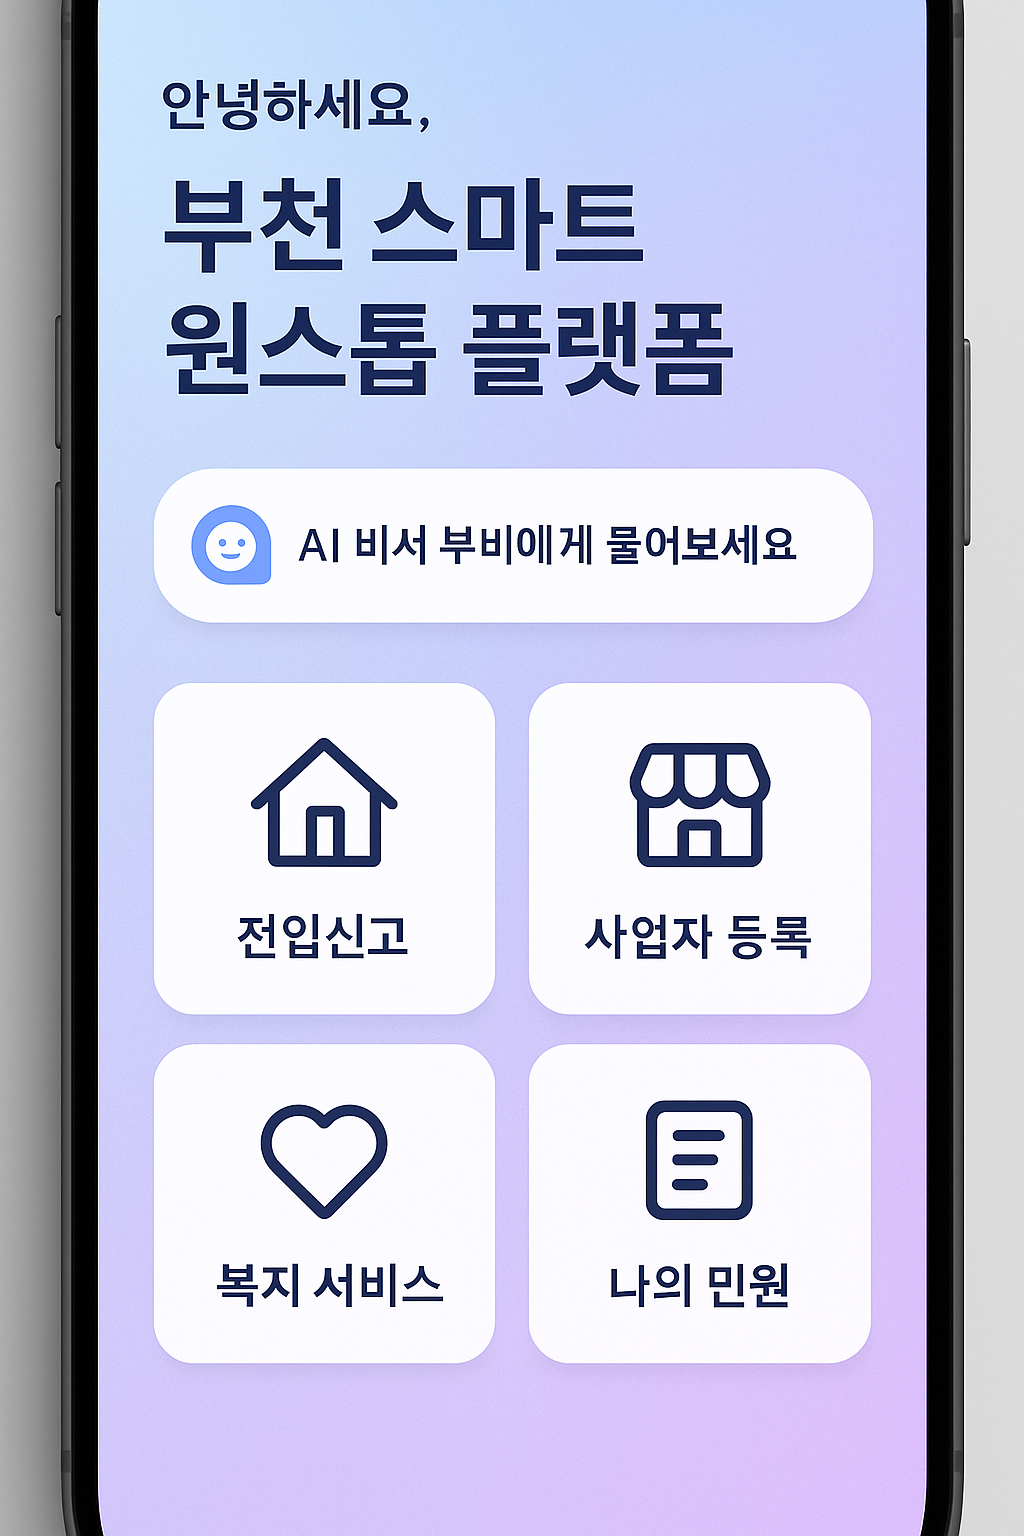 안녕하세요,
부천 스마트
원스톱 플랫폼
AI 비서 부비에게 물어보세요
전입신고
사업자 등록
복지 서비스
나의 민원